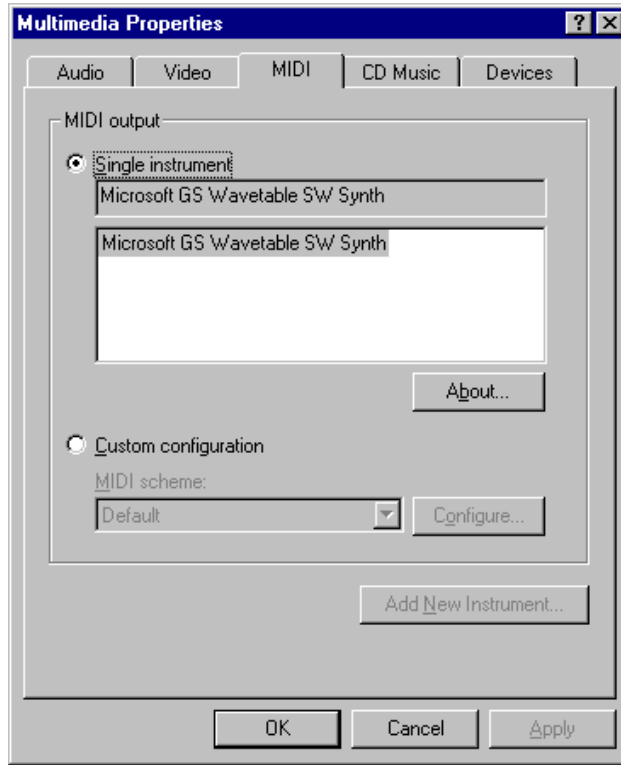 Multimedia Properties
Audio Video MIDI CD Music Devices
MIDI output
Single instrument
Microsoft GS Wavetable SW Synth
Microsoft GS Wavetable SW Synth
About...
Custom configuration
MIDI scheme:
Default Configure...
Add New Instrument...
OK Cancel Apply